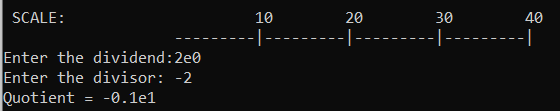 SCALE:                      10        20        30        40
                   ---------|---------|---------|---------|
Enter the dividend:2e0
Enter the divisor: -2
Quotient = -0.1e1